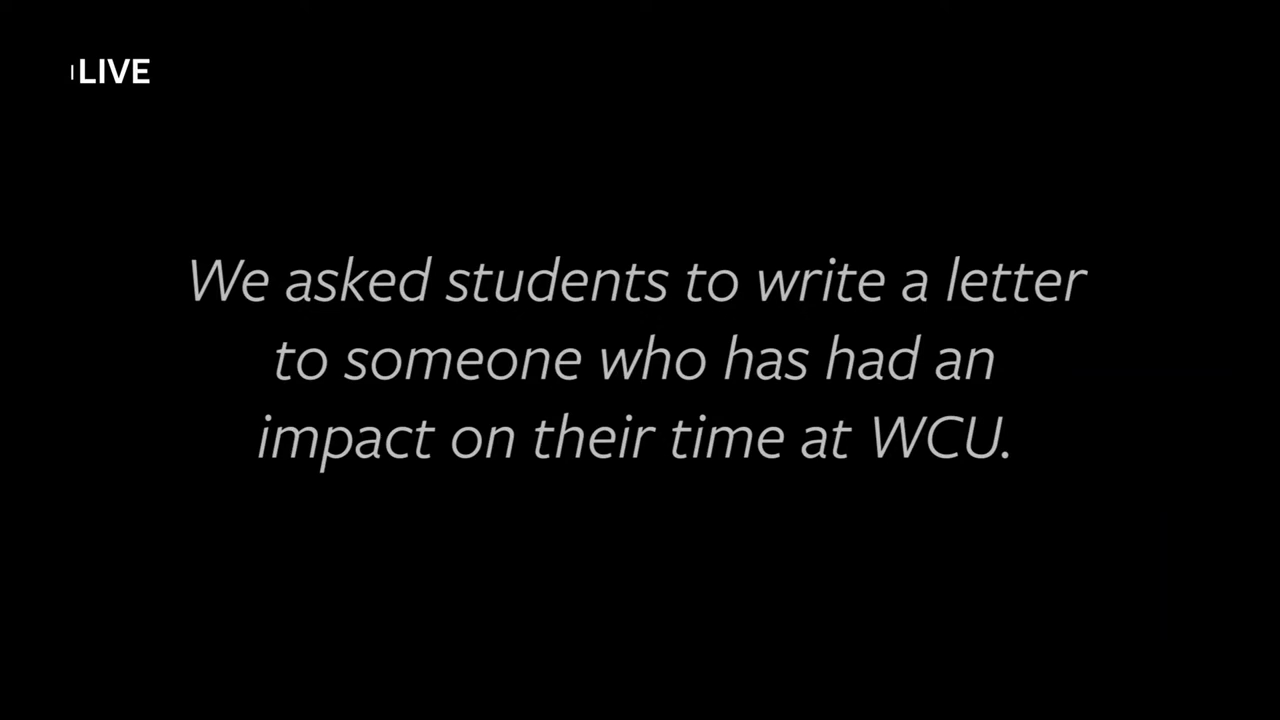 LIVE
We asked students to write a letter
to someone who has had an
impact on their time at WCU.